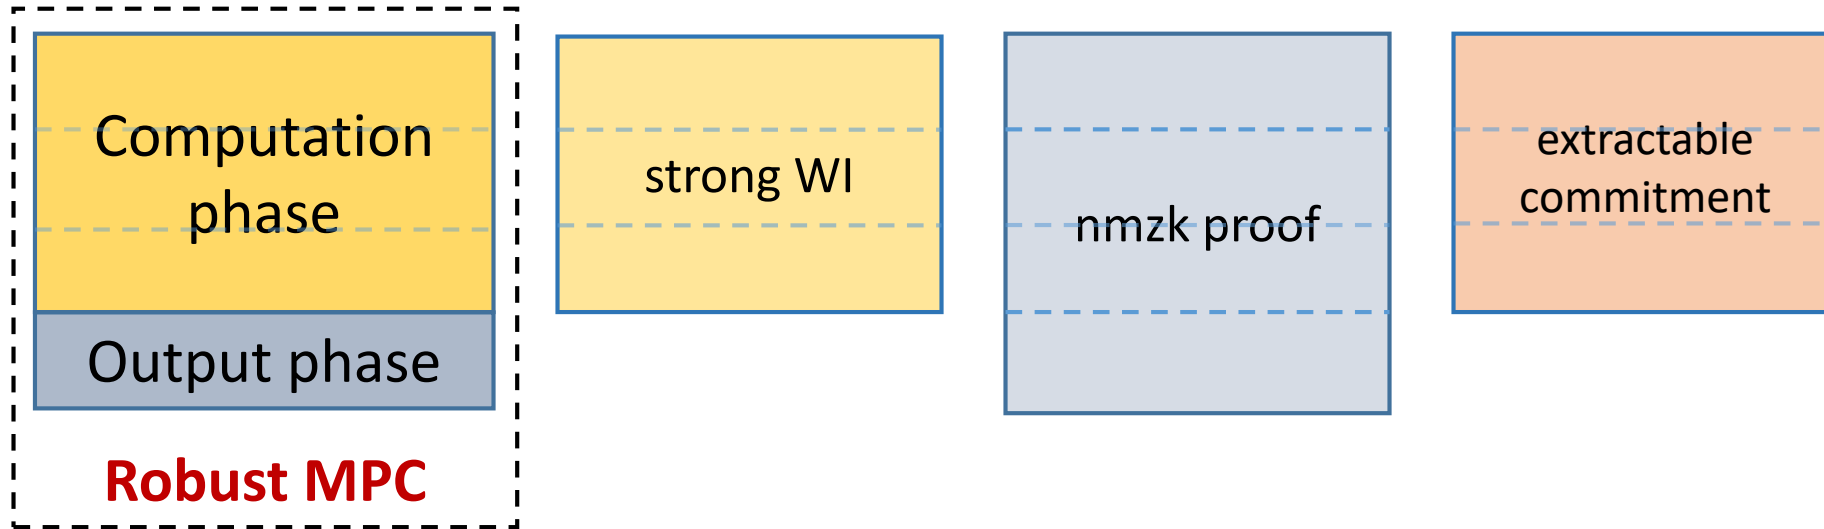 Computation
phase
Output phase
Robust MPC
strong WI
nmzk proof
extractable
commitment